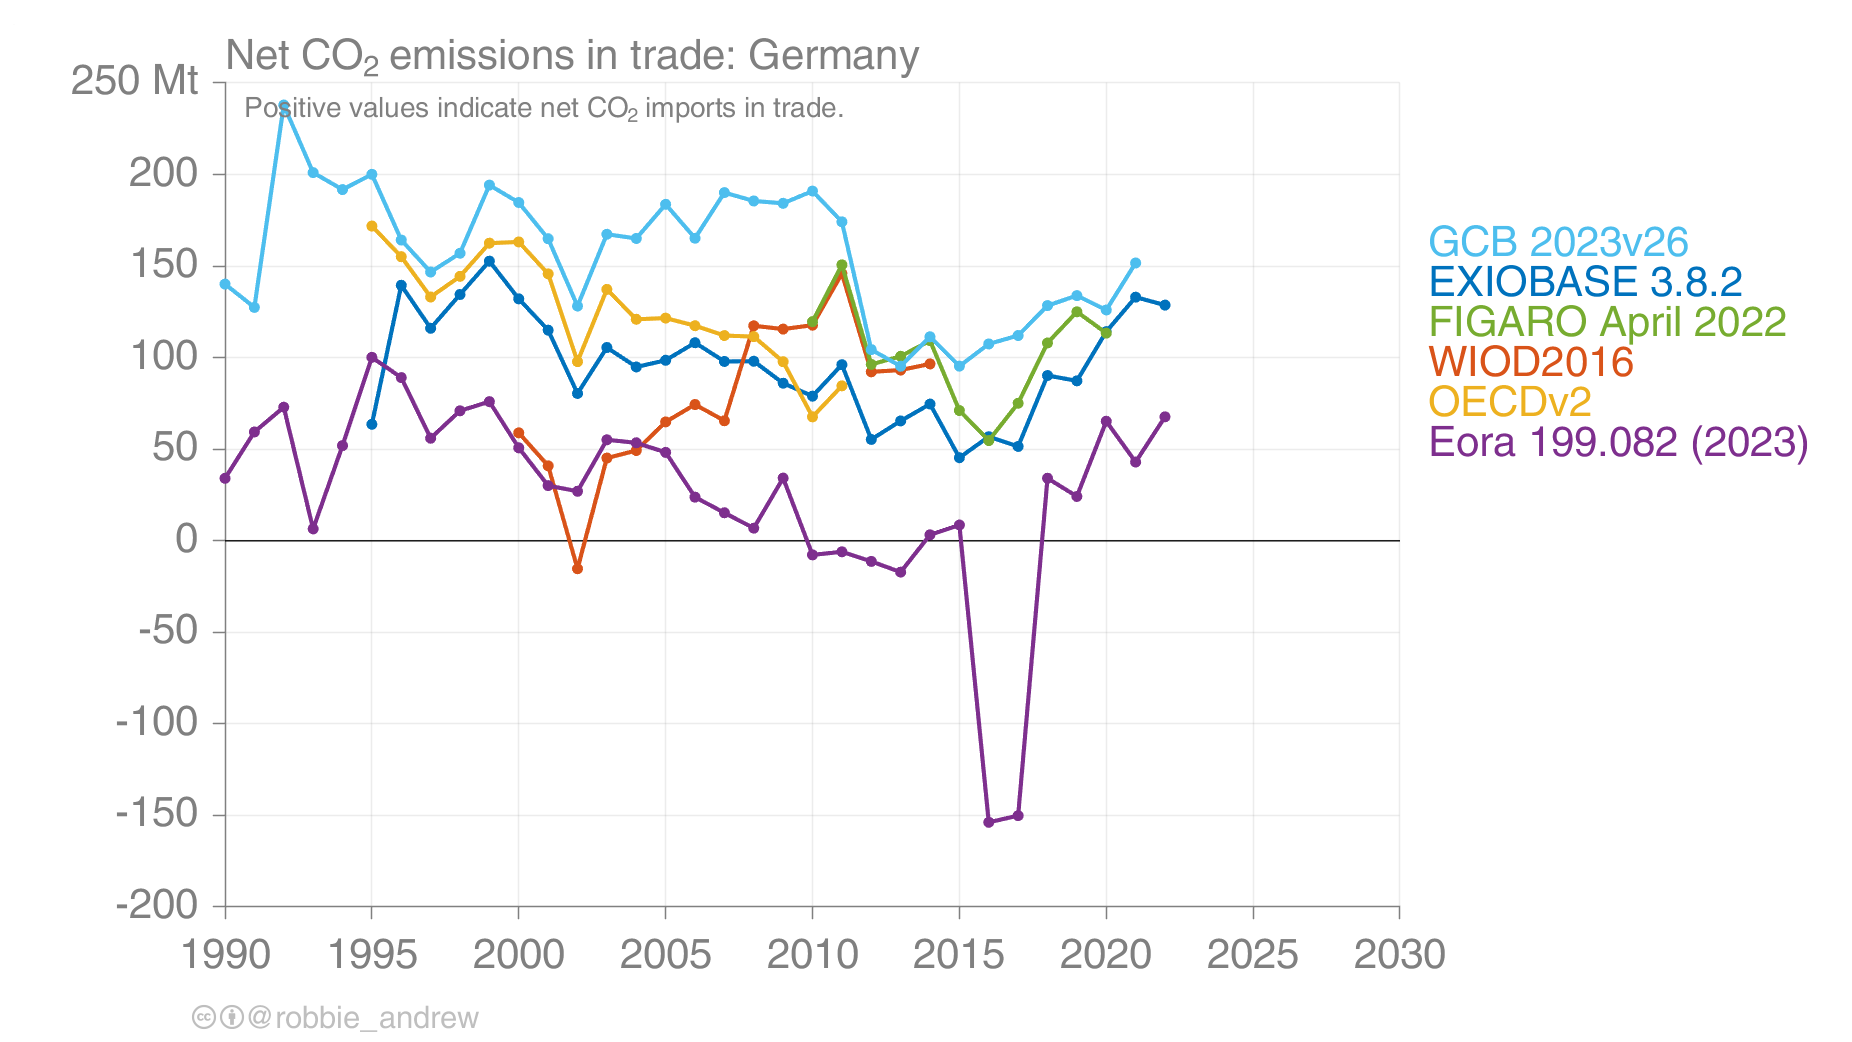 Net CO₂ emissions in trade: Germany
250 Mt
Positive values indicate net CO₂ imports in trade.
200
150
100
50
0
-50
-100
-150
-200
1990 1995 2000 2005 2010 2015 2020 2025 2030
GCB 2023v26
EXIOBASE 3.8.2
FIGARO April 2022
WIOD2016
OECDv2
Eora 199.082 (2023)
cc @robbie_andrew